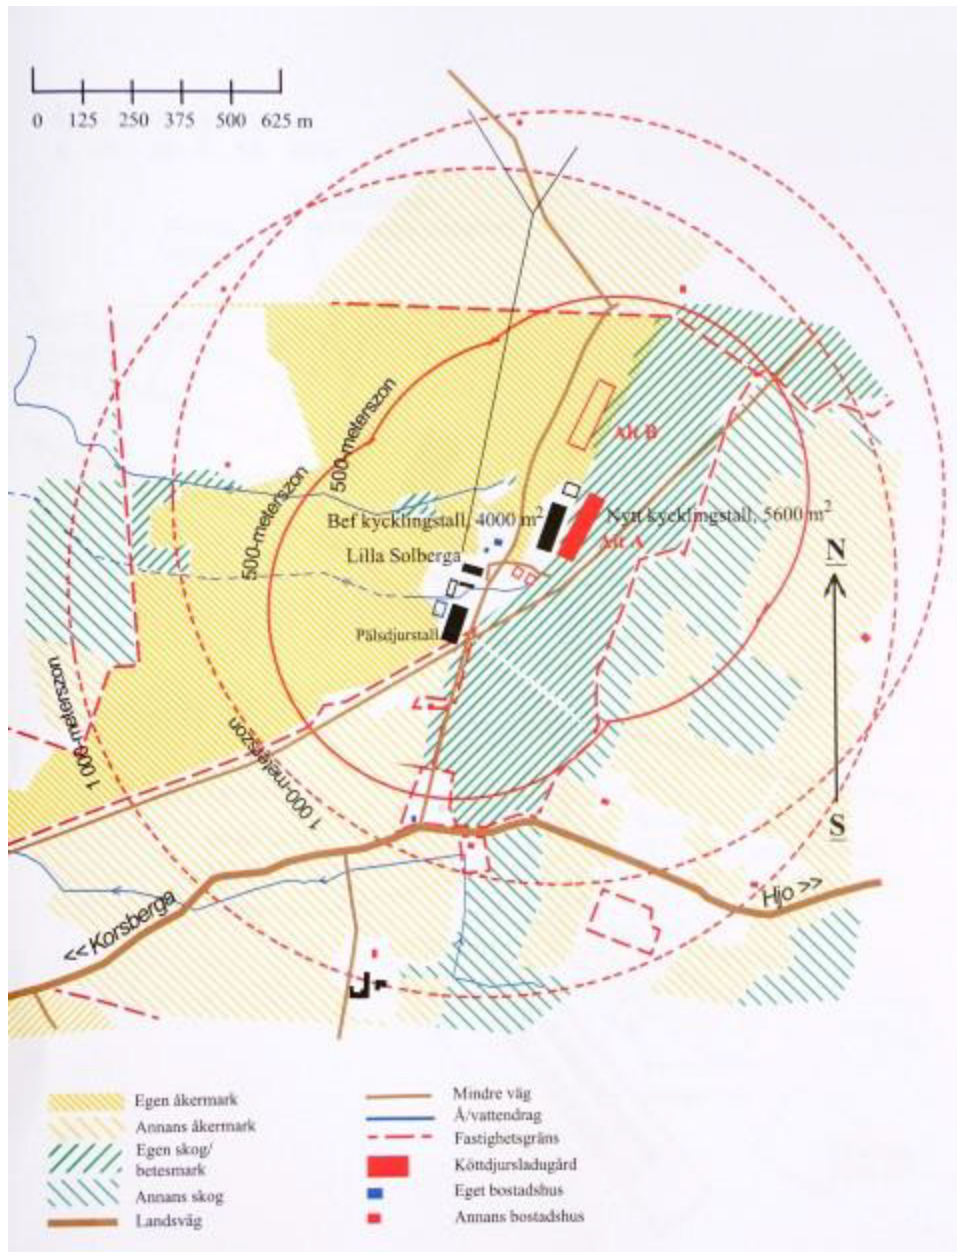 0 125 250 375 500 625 m
500-meterszon
Alt B
500-meterszon
Bef kycklingstall, 4000 m²
Nytt kycklingstall, 5600 m²
Alt A
Lilla Solberga
N
Pälsdjurstall
1 000-meterszon
1 000-meterszon
S
Hjo >>
<< Korsberga
Egen åkermark
Annans åkermark
Egen skog/
betesmark
Annans skog
Landsväg
Mindre väg
Å/vattendrag
Fastighetsgräns
Köttdjursladugård
Eget bostadshus
Annans bostadshus